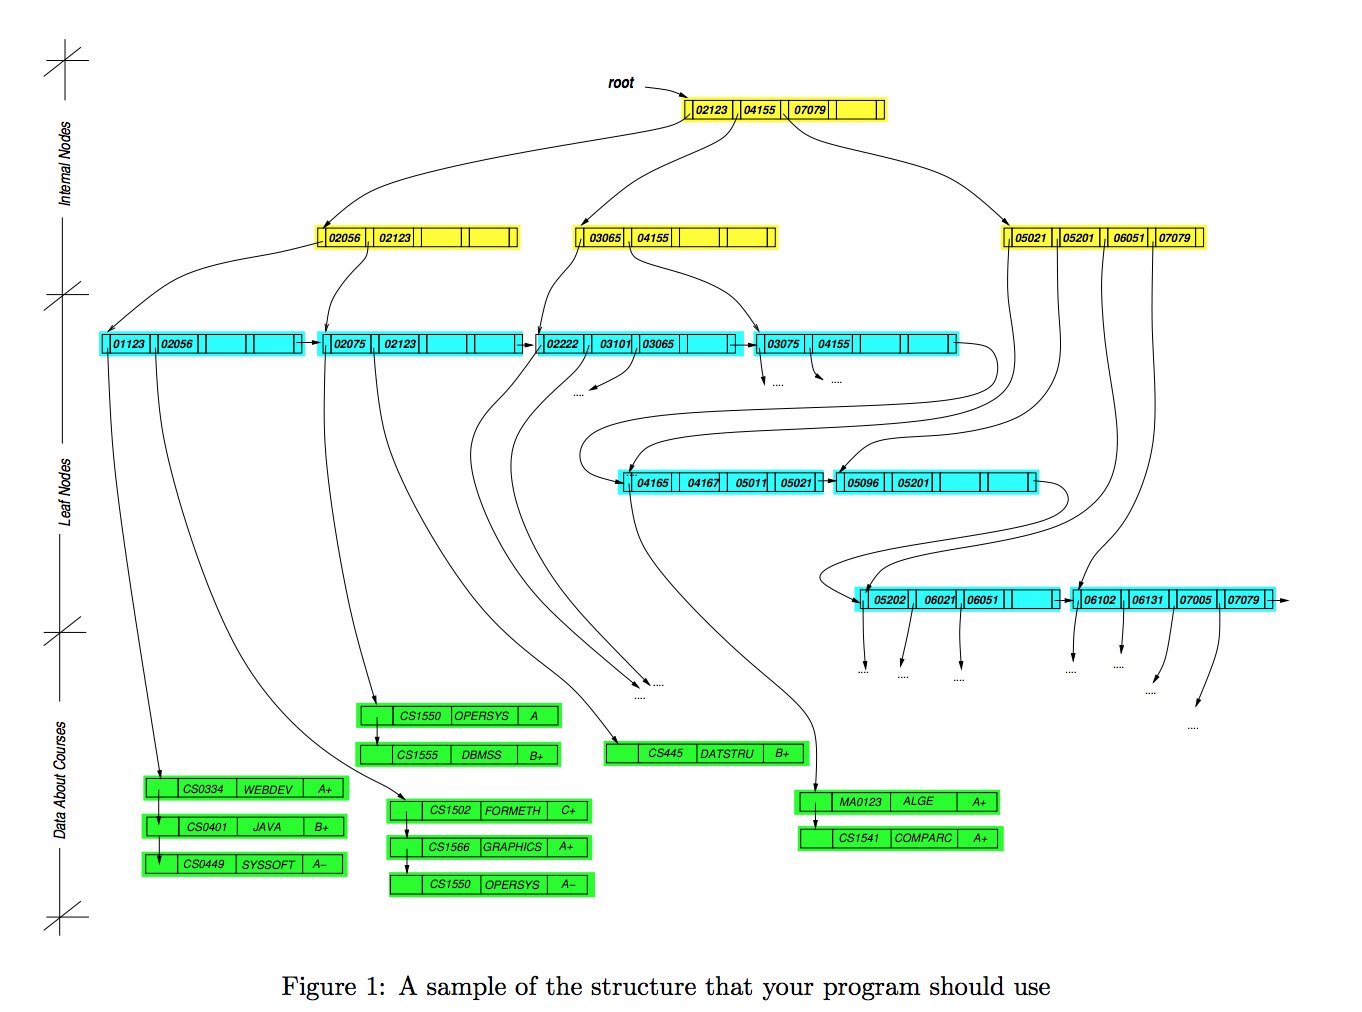 root
02123 04155 07079
Internal Nodes
02056 02123
03065 04155
05021 05201 06051 07079
01123 02056
02075 02123
02222 03101 03065
03075 04155
....
....
....
Leaf Nodes
....
04165 04167 05011 05021
05096 05201
05202 06021 06051
06102 06131 07005 07079
....
....
....
....
....
....
....
....
....
Data About Courses
CS1550 OPERSYS A
CS1555 DBMSS B+
CS445 DATSTRU B+
CS0334 WEBDEV A+
CS0401 JAVA B+
CS0449 SYSSOFT A−
CS1502 FORMETH C+
CS1566 GRAPHICS A+
CS1550 OPERSYS A−
MA0123 ALGE A+
CS1541 COMPARC A+
Figure 1: A sample of the structure that your program should use